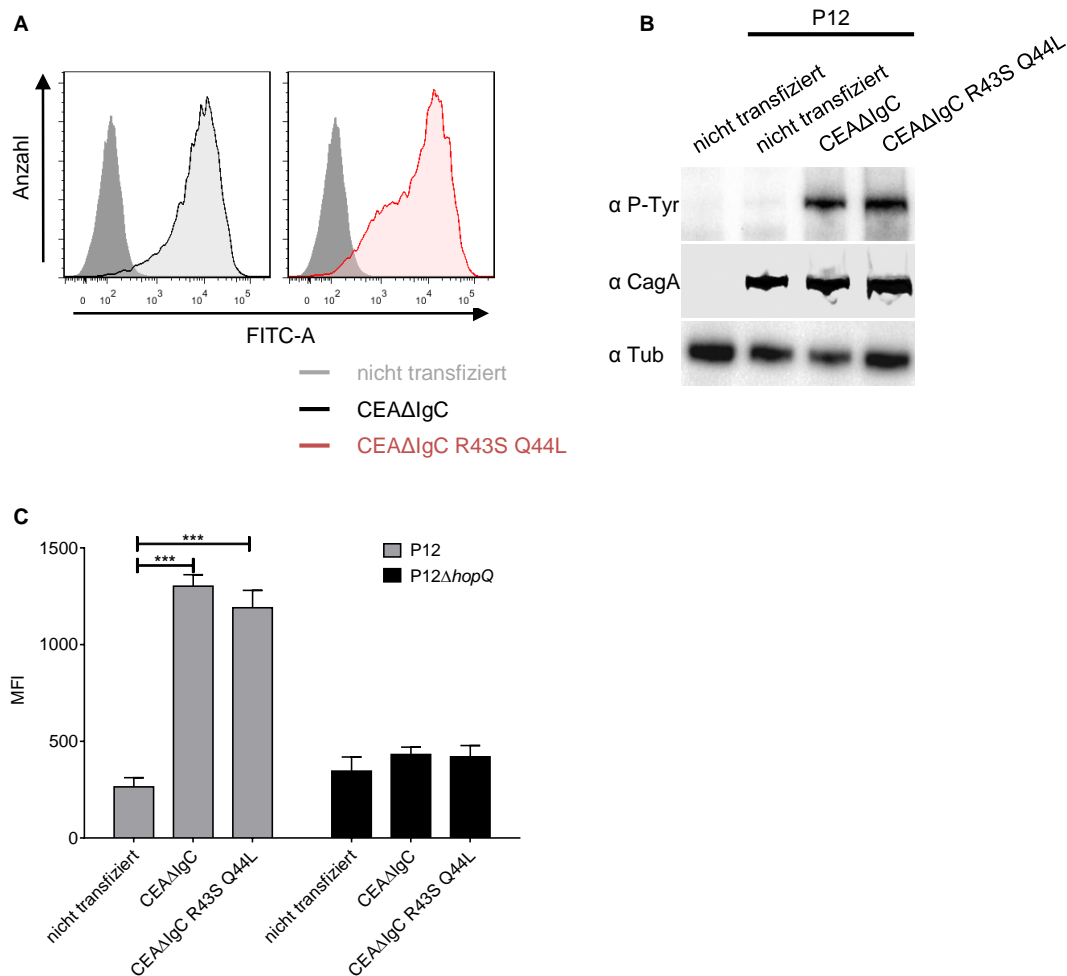 A
Anzahl
0 10² 10³ 10⁴ 10⁵
0 10² 10³ 10⁴ 10⁵
FITC-A
nicht transfiziert
CEAΔIgC
CEAΔIgC R43S Q44L
B
P12
nicht transfiziert
nicht transfiziert
CEAΔIgC
CEAΔIgC R43S Q44L
α P-Tyr
α CagA
α Tub
C
***
***
P12
P12ΔhopQ
MFI
1500
1000
500
0
nicht transfiziert
CEAΔIgC
CEAΔIgC R43S Q44L
nicht transfiziert
CEAΔIgC
CEAΔIgC R43S Q44L